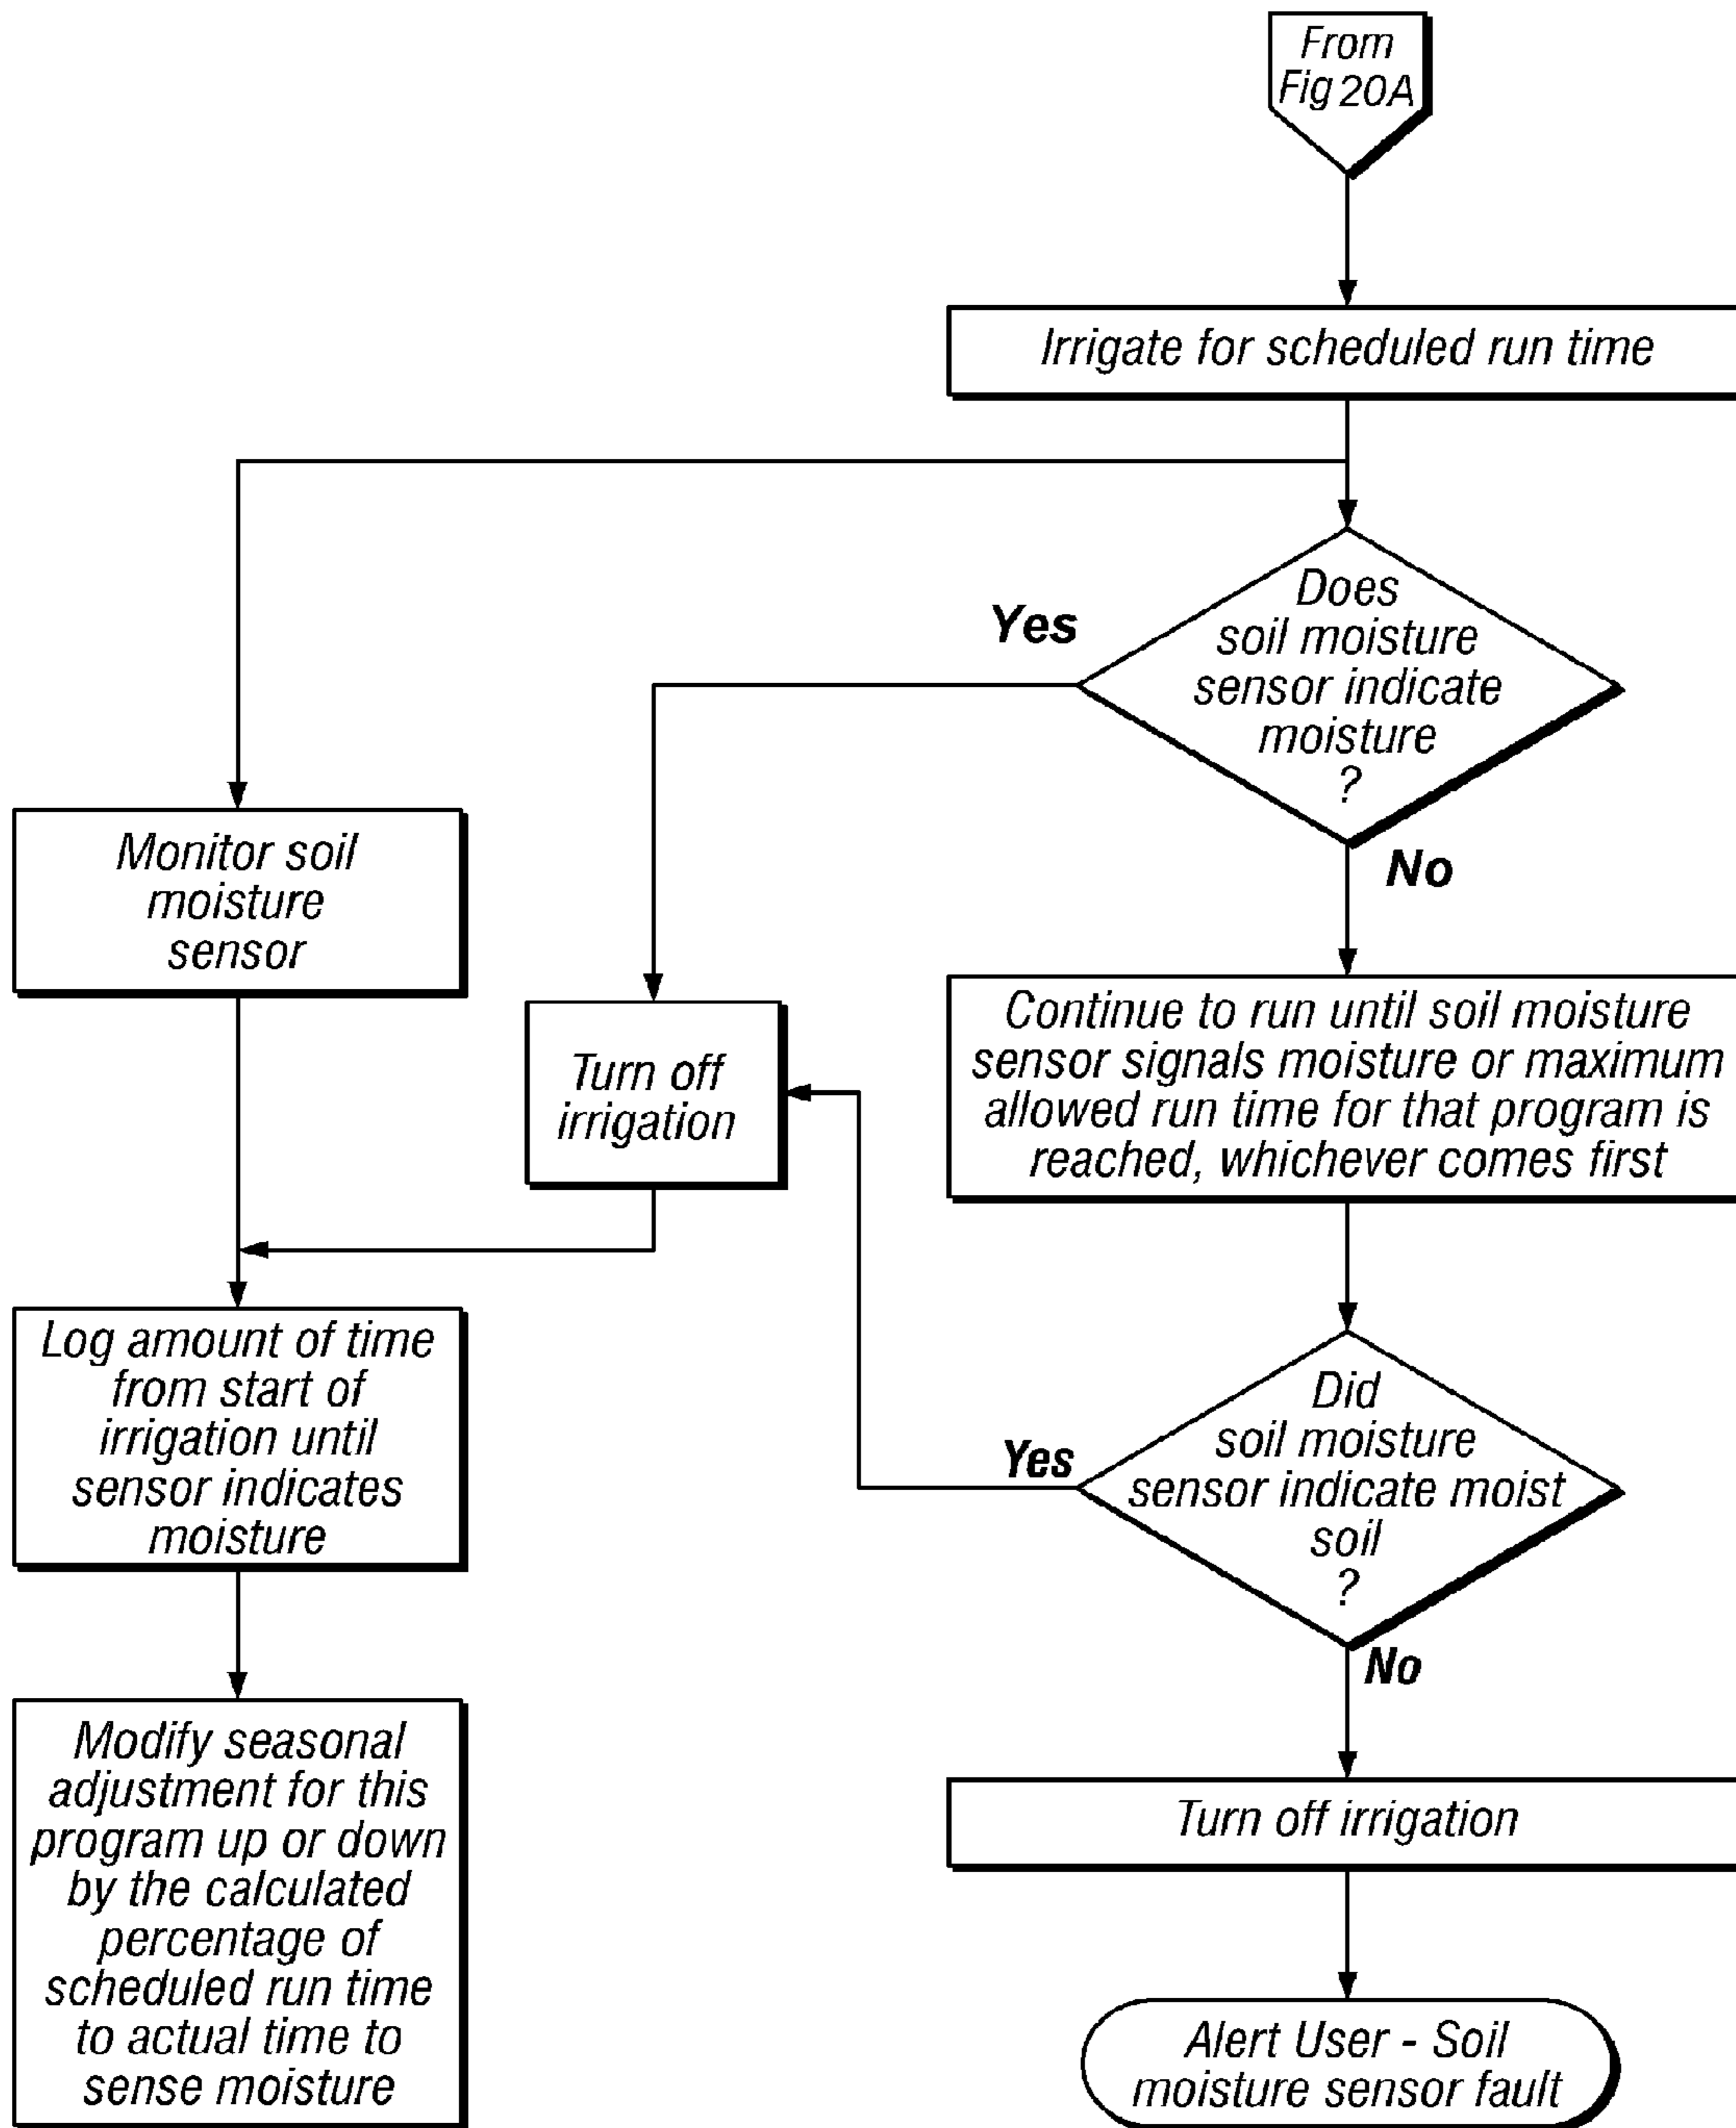 From
Fig 20A
Irrigate for scheduled run time
Does
soil moisture
sensor indicate
moisture
?
Yes
No
Monitor soil
moisture
sensor
Turn off
irrigation
Continue to run until soil moisture
sensor signals moisture or maximum
allowed run time for that program is
reached, whichever comes first
Log amount of time
from start of
irrigation until
sensor indicates
moisture
Did
soil moisture
sensor indicate moist
soil
?
Yes
No
Modify seasonal
adjustment for this
program up or down
by the calculated
percentage of
scheduled run time
to actual time to
sense moisture
Turn off irrigation
Alert User - Soil
moisture sensor fault